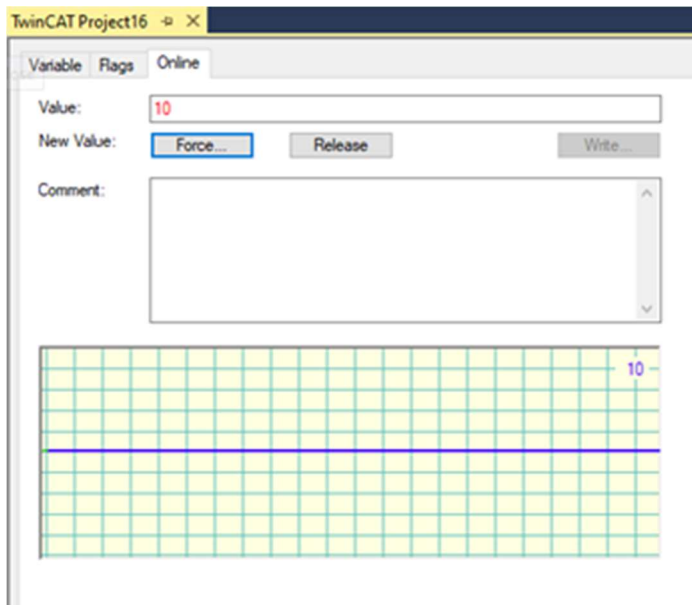 TwinCAT Project16
Variable Flags Online
Value: 10
New Value: Force... Release Write...
Comment:
10